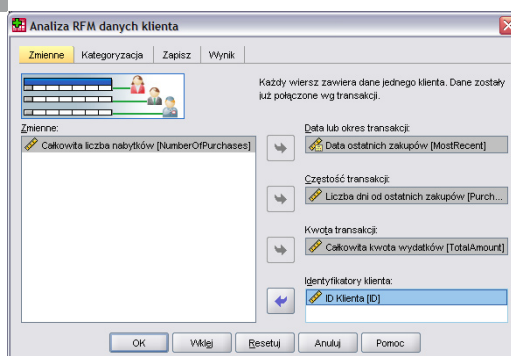 Analiza RFM danych klienta
Zmienne Kategoryzacja Zapisz Wynik
Każdy wiersz zawiera dane jednego klienta. Dane zostały
już połączone wg transakcji.
Zmienne:
Całkowita liczba nabytków [NumberOfPurchases]
Data lub okres transakcji:
Data ostatnich zakupów [MostRecent]
Częstość transakcji:
Liczba dni od ostatnich zakupów [Purch...
Kwota transakcji:
Całkowita kwota wydatków [TotalAmount]
Identyfikatory klienta:
ID Klienta [ID]
OK Wklej Resetuj Anuluj Pomoc